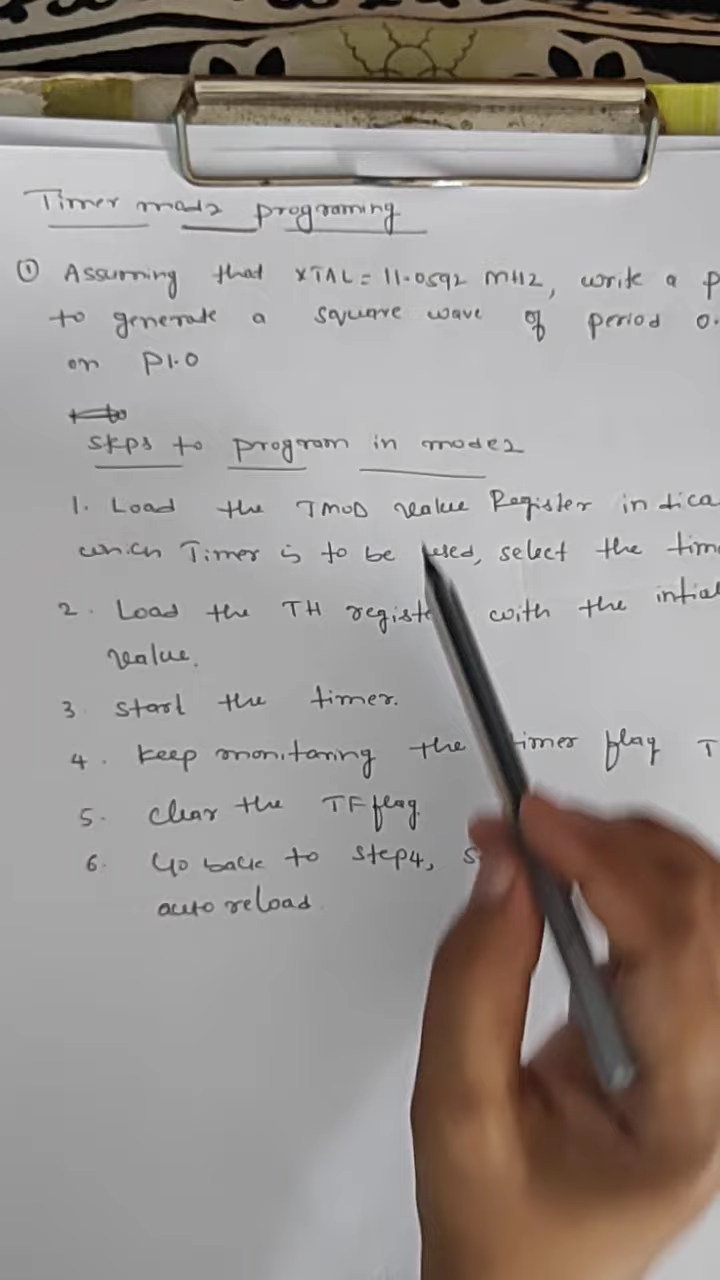 Timer mode2 programing
① Assuming that XTAL = 11.0592 MHz, write a p
to generate a square wave of period 0.
on P1.0
Steps to program in mode2
1. Load the TMOD value Register indica
which Timer is to be used, select the tim
2. Load the TH register with the intial
value.
3. Start the timer.
4. Keep monitoring the timer flag T
5. Clear the TF flag.
6. Go back to step4, s
auto reload.